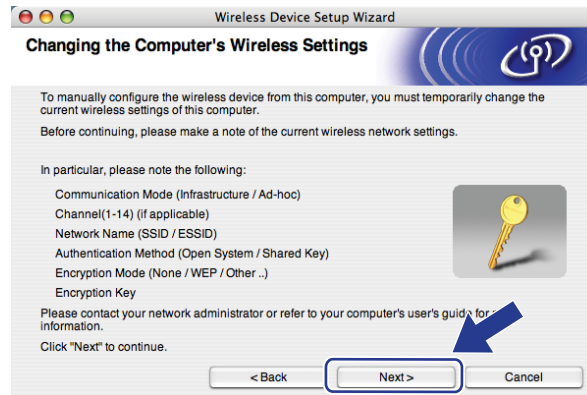 Wireless Device Setup Wizard
Changing the Computer's Wireless Settings
To manually configure the wireless device from this computer, you must temporarily change the
current wireless settings of this computer.
Before continuing, please make a note of the current wireless network settings.
In particular, please note the following:
Communication Mode (Infrastructure / Ad-hoc)
Channel(1-14) (if applicable)
Network Name (SSID / ESSID)
Authentication Method (Open System / Shared Key)
Encryption Mode (None / WEP / Other ..)
Encryption Key
Please contact your network administrator or refer to your computer's user's guide for
information.
Click "Next" to continue.
< Back Next > Cancel